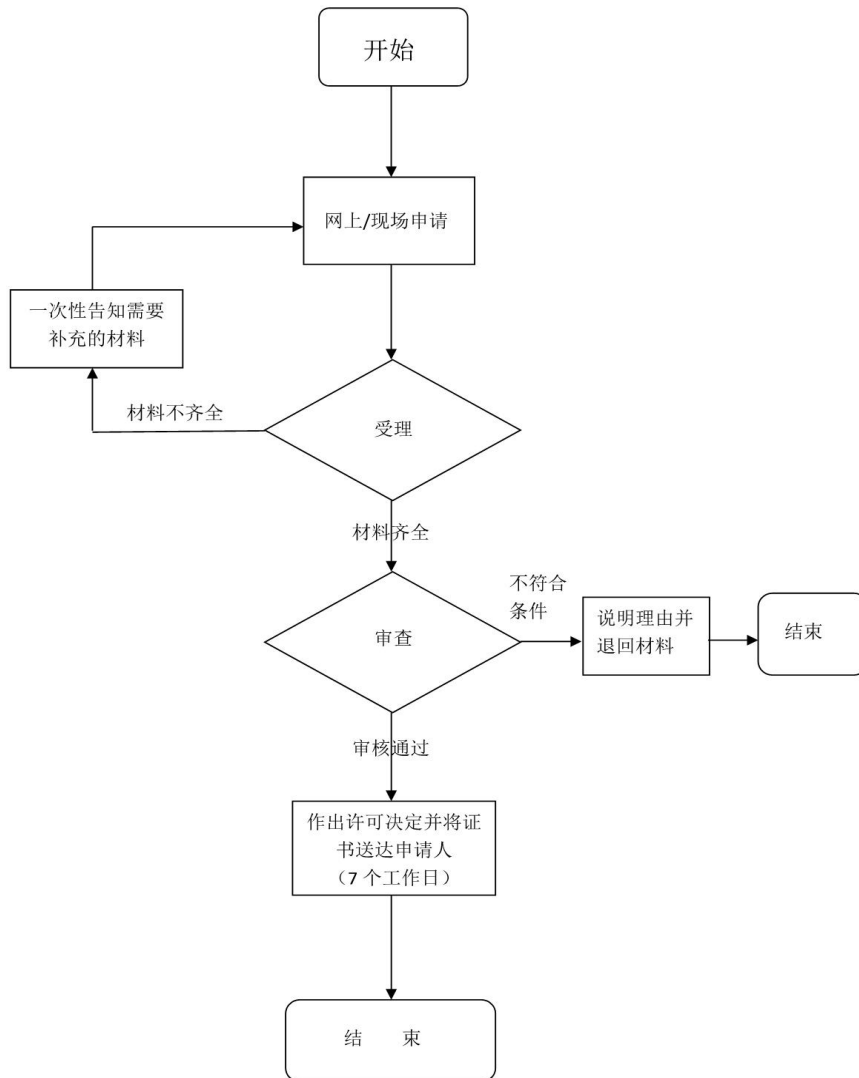 开始
网上/现场申请
一次性告知需要
补充的材料
材料不齐全
受理
材料齐全
不符合
条件
审查
说明理由并
退回材料
结束
审核通过
作出许可决定并将证
书送达申请人
（7 个工作日）
结 束